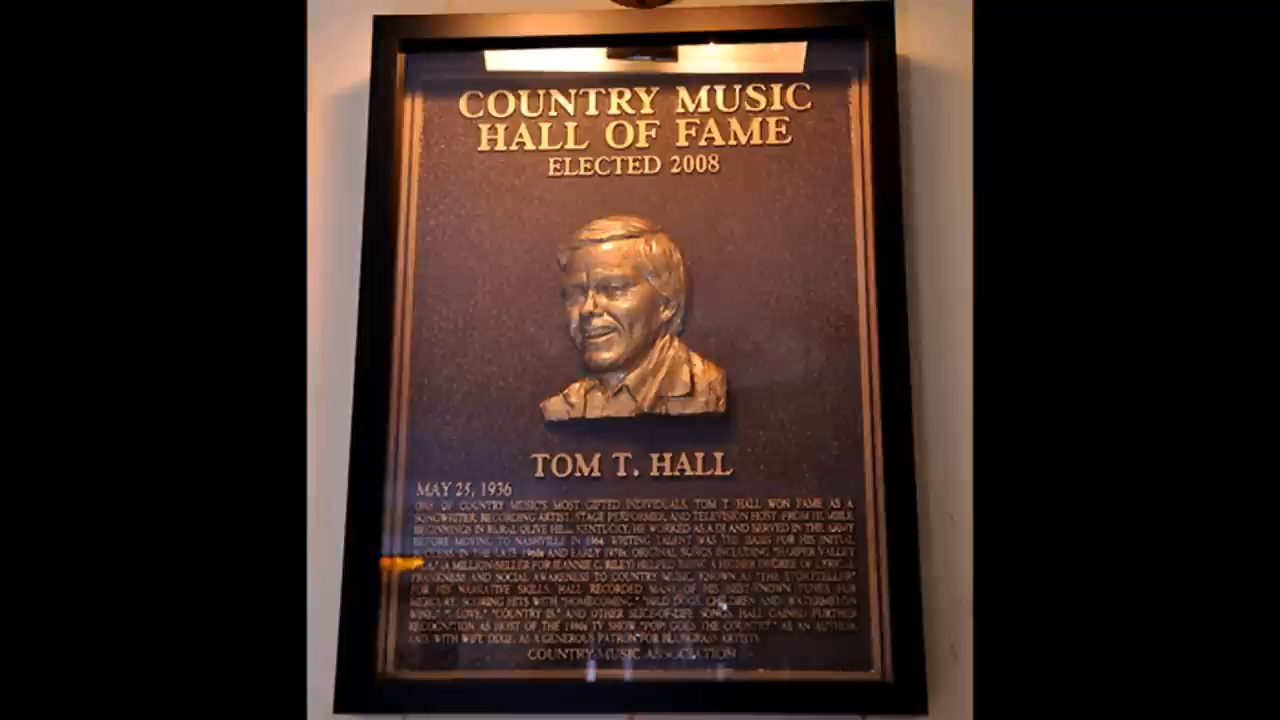 COUNTRY MUSIC
HALL OF FAME
ELECTED 2008
TOM T. HALL
MAY 25, 1936
ONE OF COUNTRY MUSIC'S MOST GIFTED INDIVIDUALS, TOM T. HALL WON FAME AS A
SONGWRITER, RECORDING ARTIST, STAGE PERFORMER, AND TELEVISION HOST. FROM HUMBLE
BEGINNINGS IN RURAL OLIVE HILL, KENTUCKY, HE WORKED AS A DJ AND SERVED IN THE ARMY
BEFORE MOVING TO NASHVILLE IN 1964. WRITING TALENT WAS THE BASIS FOR HIS INITIAL
SUCCESS IN THE LATE 1960s AND EARLY 1970s. ORIGINAL SONGS INCLUDING "HARPER VALLEY
P.T.A." (A MILLION-SELLER FOR JEANNIE C. RILEY) HELPED BRING A HIGHER DEGREE OF LYRICAL
FRANKNESS AND SOCIAL AWARENESS TO COUNTRY MUSIC. KNOWN AS "THE STORYTELLER"
FOR HIS NARRATIVE SKILLS, HALL RECORDED MANY OF HIS BEST-KNOWN TUNES FOR
MERCURY, SCORING HITS WITH "HOMECOMING," "OLD DOGS, CHILDREN AND WATERMELON
WINE," "I LOVE," "COUNTRY IS," AND OTHER SLICE-OF-LIFE SONGS. HALL GAINED FURTHER
RECOGNITION AS HOST OF THE 1980s TV SHOW "POP! GOES THE COUNTRY," AS AN AUTHOR,
AND, WITH WIFE DIXIE, AS A GENEROUS PATRON FOR BLUEGRASS ARTISTS.
COUNTRY MUSIC ASSOCIATION